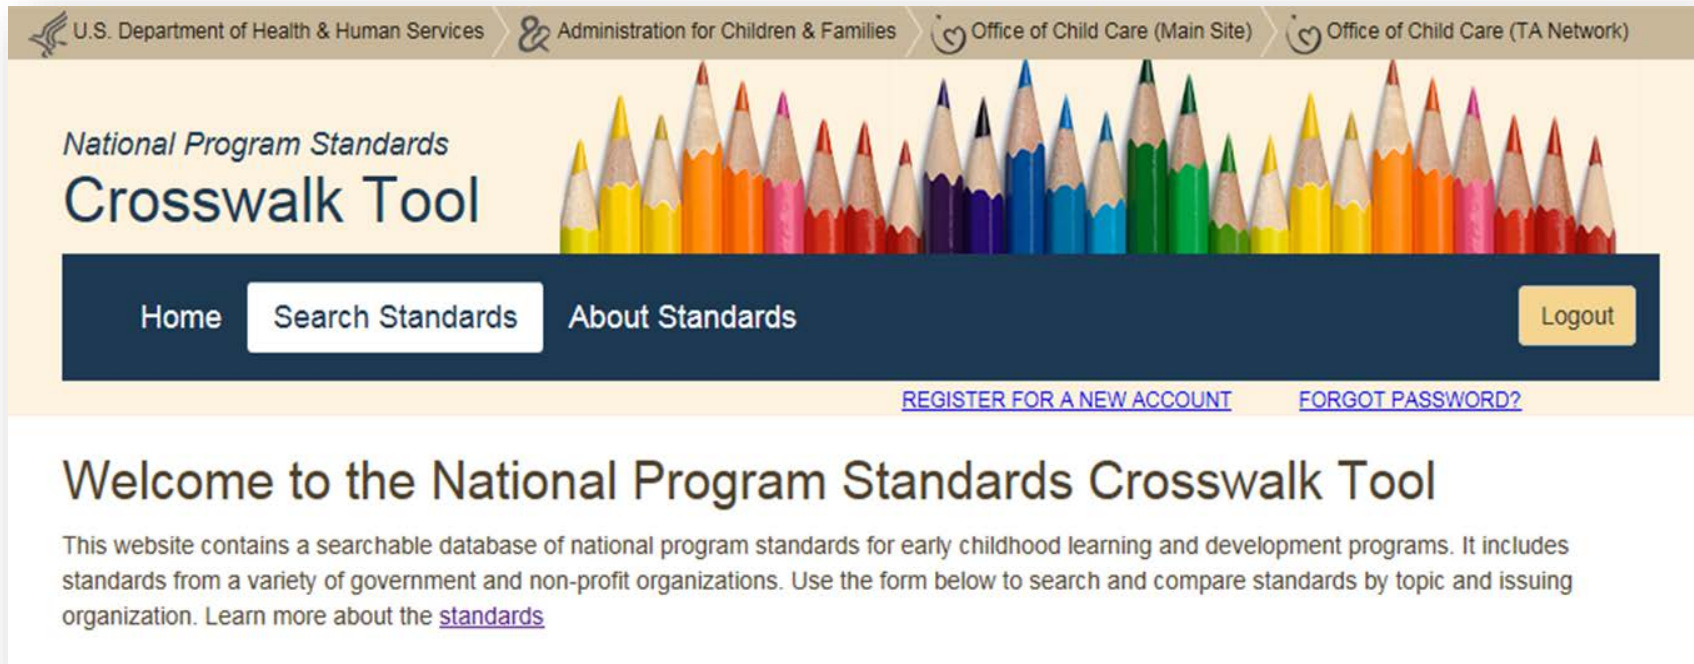 U.S. Department of Health & Human Services Administration for Children & Families Office of Child Care (Main Site) Office of Child Care (TA Network)
National Program Standards
Crosswalk Tool
Home Search Standards About Standards Logout
REGISTER FOR A NEW ACCOUNT FORGOT PASSWORD?
Welcome to the National Program Standards Crosswalk Tool
This website contains a searchable database of national program standards for early childhood learning and development programs. It includes
standards from a variety of government and non-profit organizations. Use the form below to search and compare standards by topic and issuing
organization. Learn more about the standards